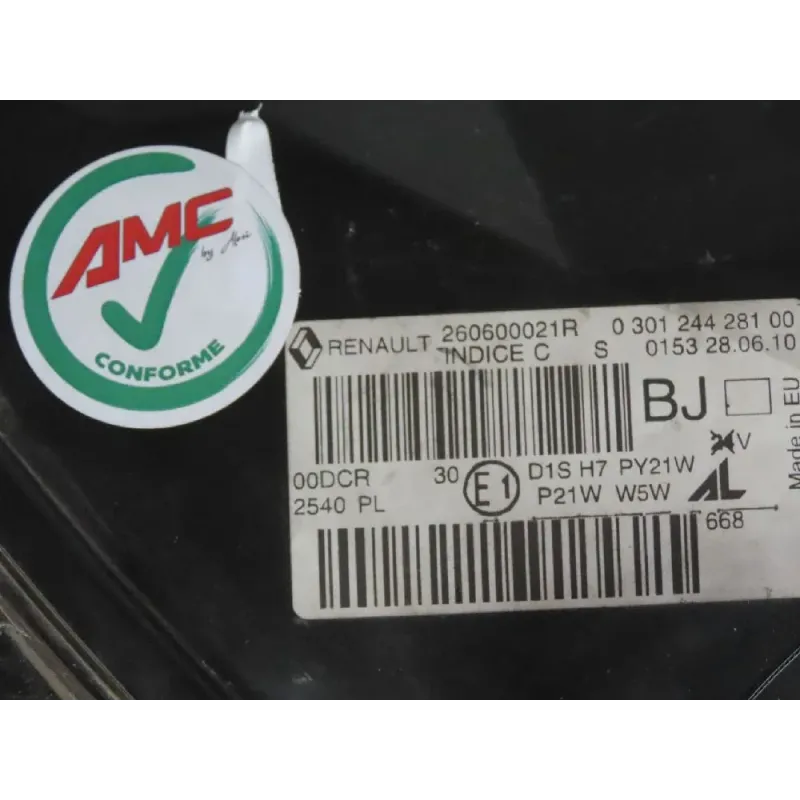 AMC
by
CONFORME
RENAULT 260600021R 0 301 244 281 00
INDICE C S 0153 28.06.10
BJ
Made in EU
00DCR 30 E1 D1S H7 PY21W
2540 PL P21W W5W AL
668